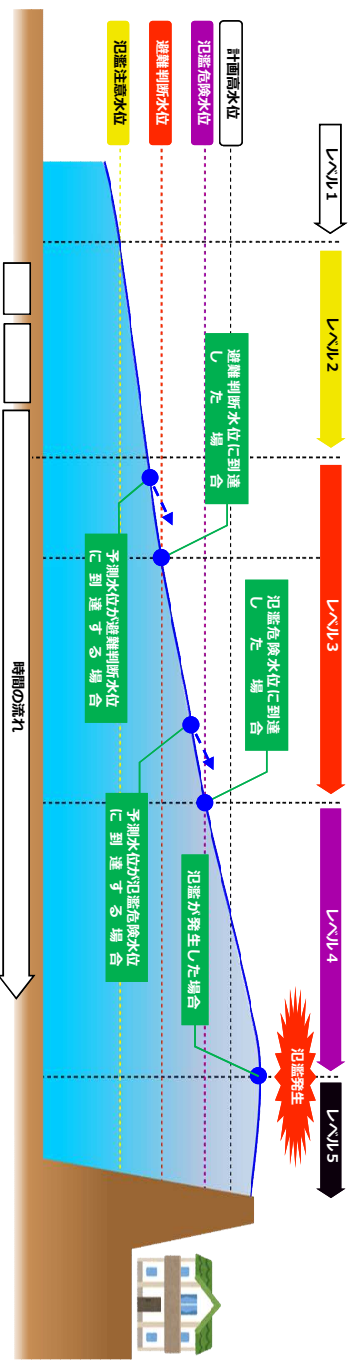 レベル1
レベル2
レベル3
レベル4
レベル5
氾濫発生
計画高水位
氾濫危険水位
避難判断水位
氾濫注意水位
避難判断水位に到達
した場合
氾濫危険水位に到達
した場合
氾濫が発生した場合
予測水位が避難判断水位
に到達する場合
予測水位が氾濫危険水位
に到達する場合
時間の流れ